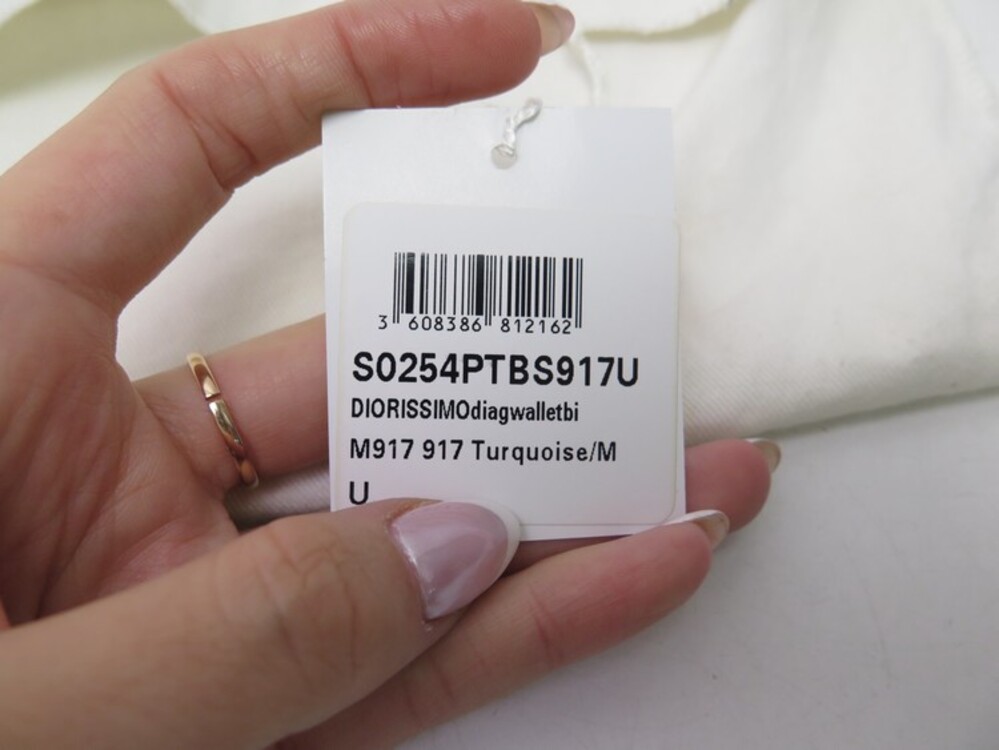 3 608386 812162
S0254PTBS917U
DIORISSIMOdiagwalletbi
M917 917 Turquoise/M
U